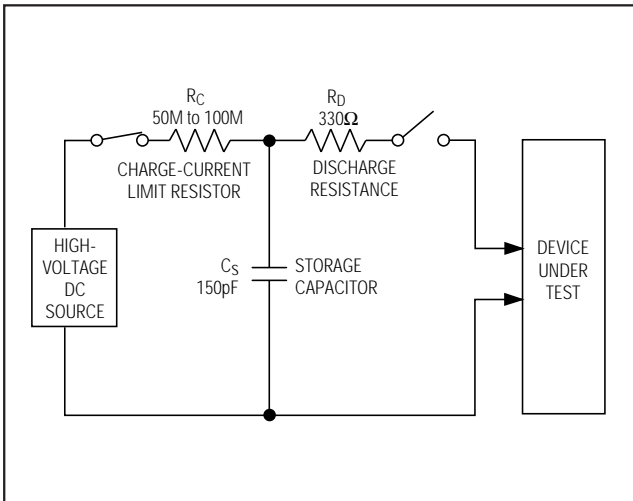 R_C
50M to 100M
CHARGE-CURRENT
LIMIT RESISTOR
R_D
330Ω
DISCHARGE
RESISTANCE
HIGH-
VOLTAGE
DC
SOURCE
C_S
150pF
STORAGE
CAPACITOR
DEVICE
UNDER
TEST